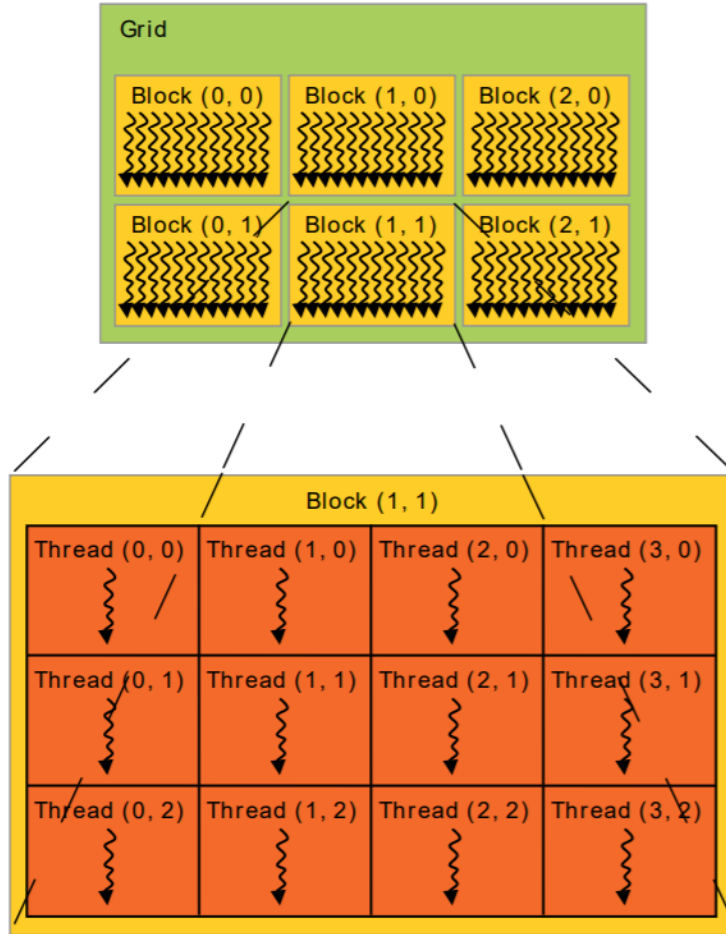 Grid
Block (0, 0) Block (1, 0) Block (2, 0)
Block (0, 1) Block (1, 1) Block (2, 1)
Block (1, 1)
Thread (0, 0) Thread (1, 0) Thread (2, 0) Thread (3, 0)
Thread (0, 1) Thread (1, 1) Thread (2, 1) Thread (3, 1)
Thread (0, 2) Thread (1, 2) Thread (2, 2) Thread (3, 2)